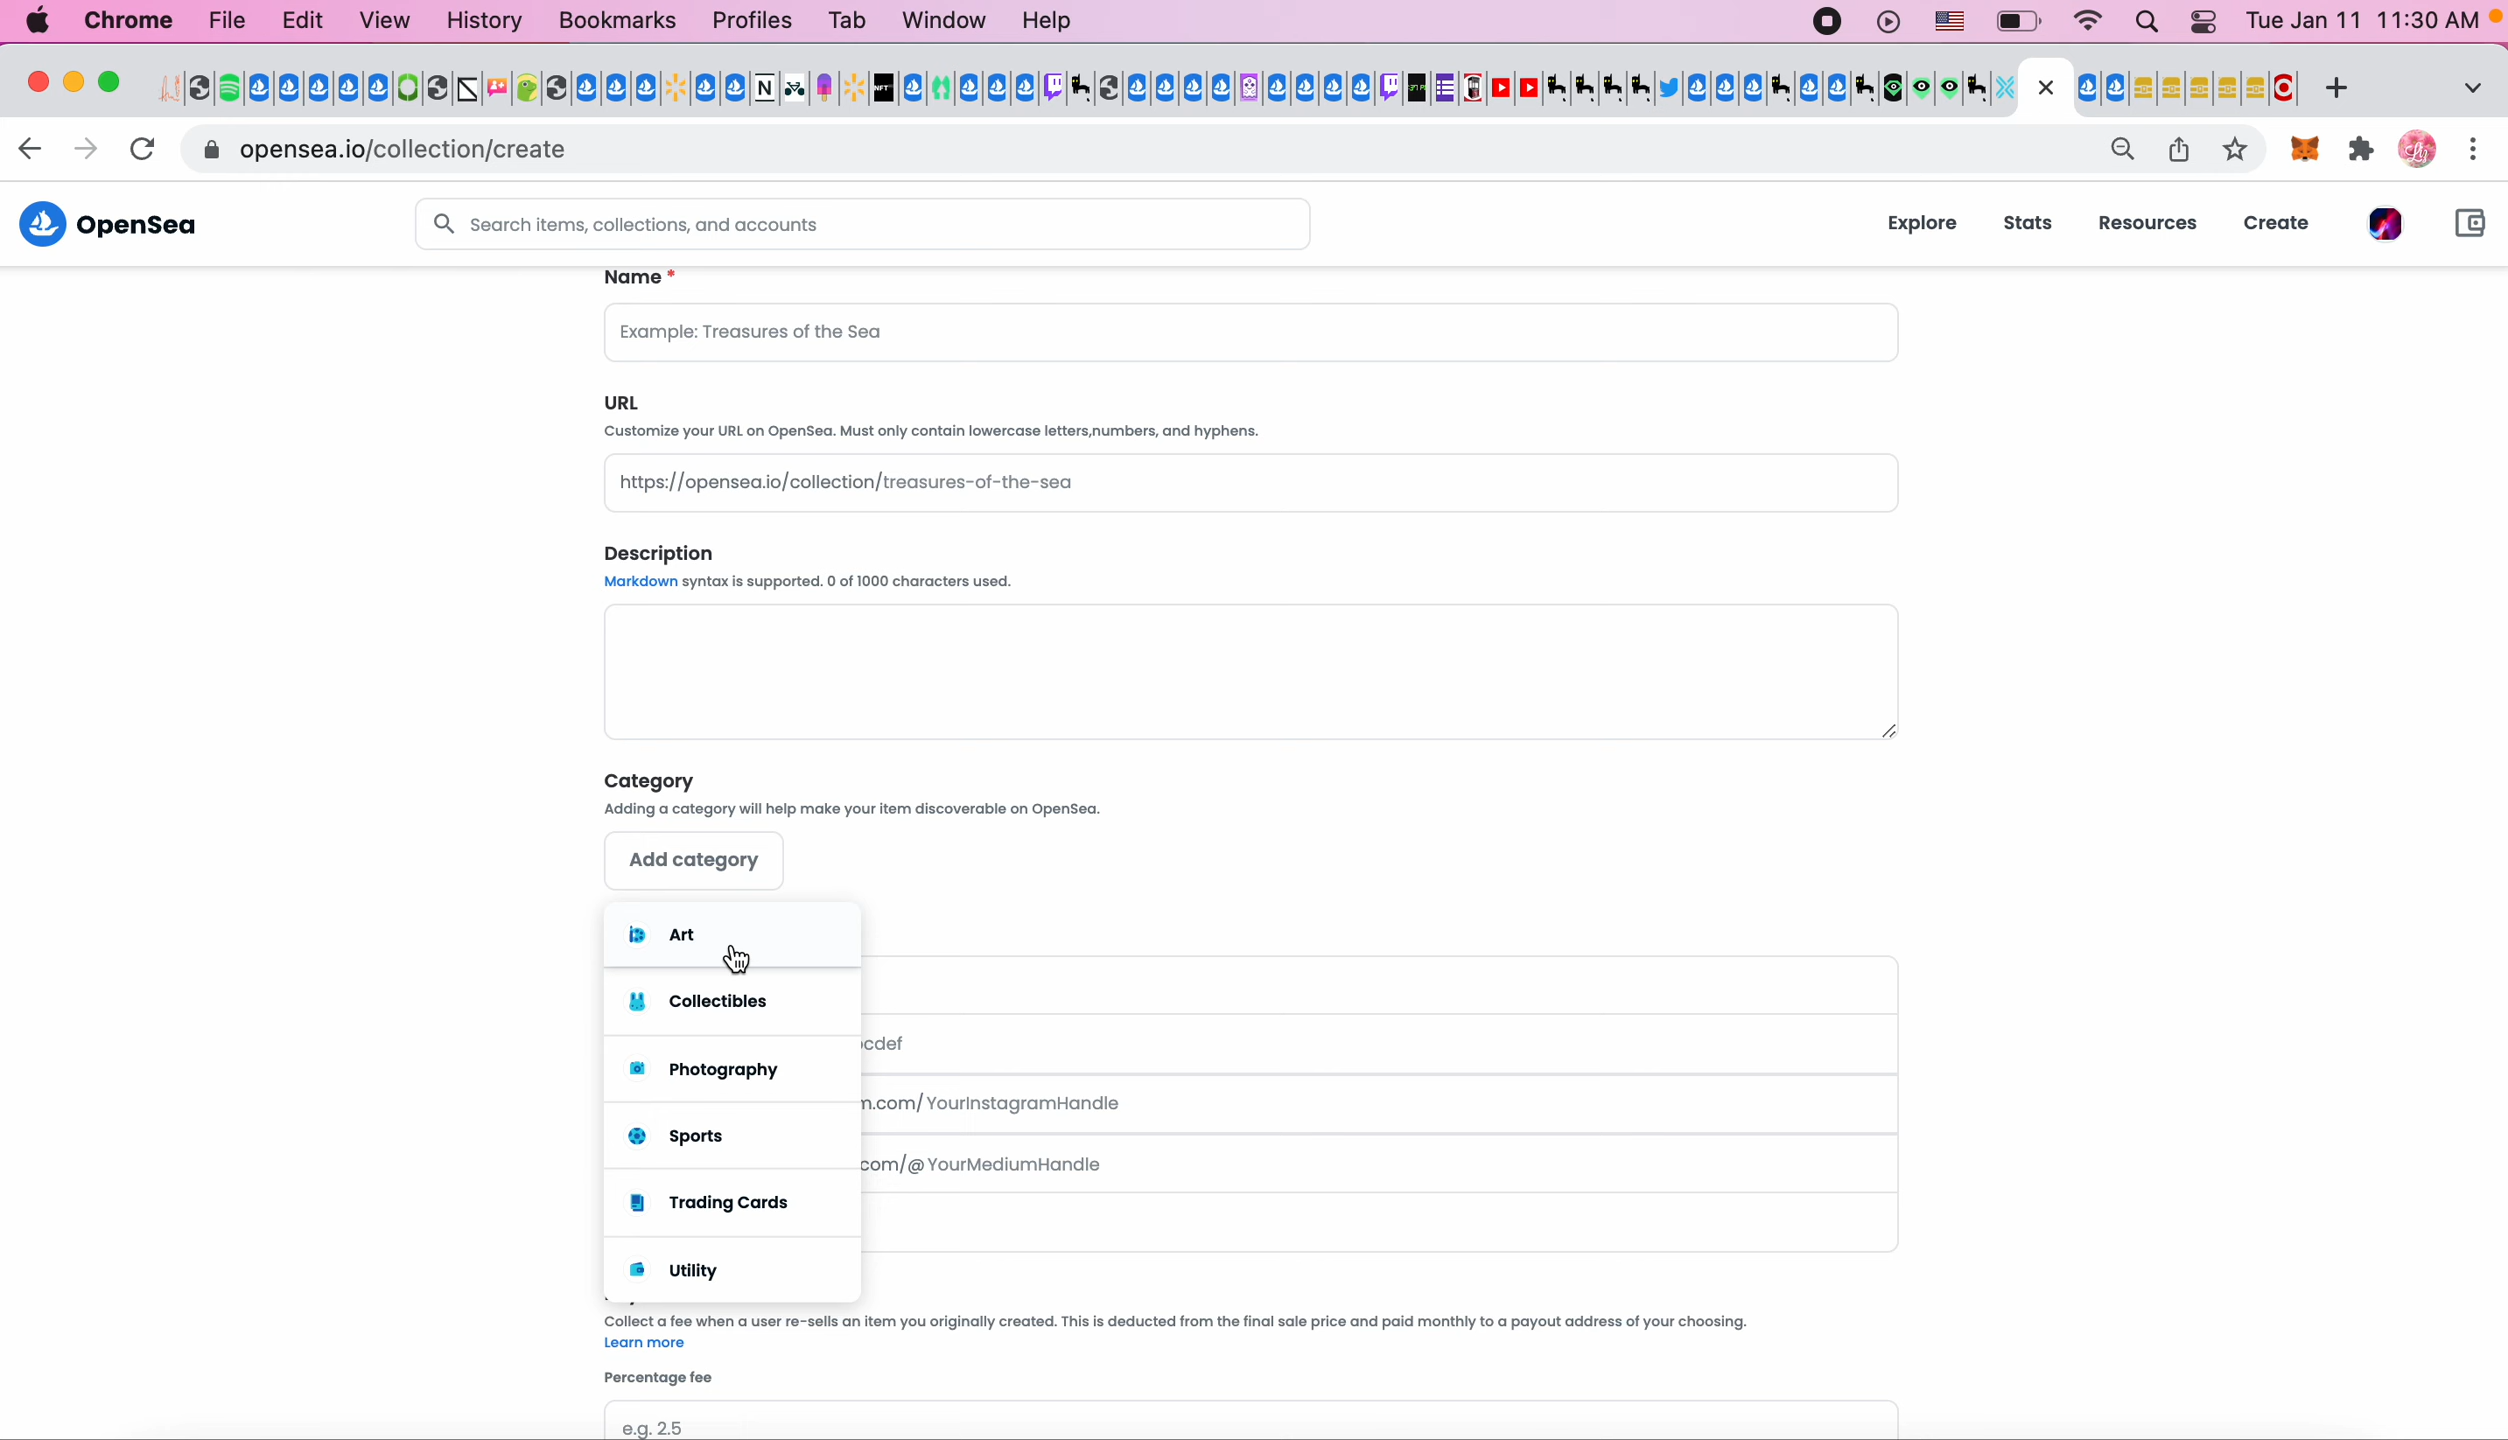 Chrome File Edit View History Bookmarks Profiles Tab Window Help Tue Jan 11 11:30 AM
opensea.io/collection/create
OpenSea Search items, collections, and accounts Explore Stats Resources Create
Name *
Example: Treasures of the Sea
URL
Customize your URL on OpenSea. Must only contain lowercase letters,numbers, and hyphens.
https://opensea.io/collection/treasures-of-the-sea
Description
Markdown syntax is supported. 0 of 1000 characters used.
Category
Adding a category will help make your item discoverable on OpenSea.
Add category
Art
Collectibles
cdef
Photography
m.com/ YourInstagramHandle
Sports
com/@ YourMediumHandle
Trading Cards
Utility
Collect a fee when a user re-sells an item you originally created. This is deducted from the final sale price and paid monthly to a payout address of your choosing.
Learn more
Percentage fee
e.g. 2.5